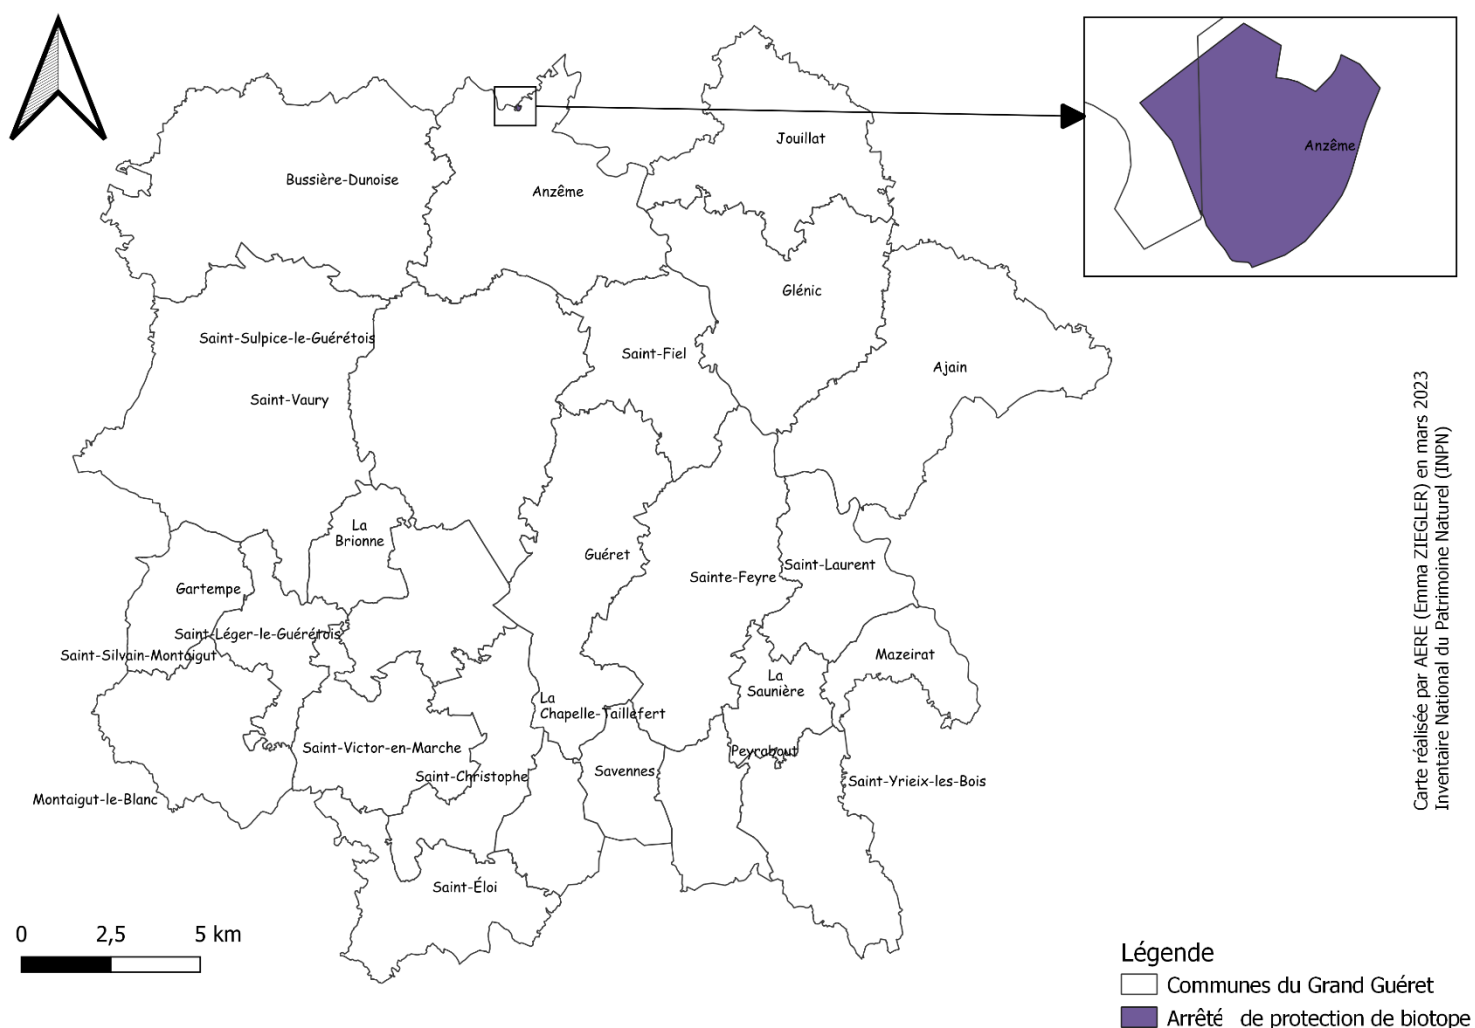 Jouillat
Anzême
Bussière-Dunoise
Anzême
Glénic
Saint-Sulpice-le-Guérétois
Saint-Fiel
Ajain
Saint-Vaury
La
Brionne
Guéret
Saint-Laurent
Sainte-Feyre
Gartempe
Saint-Léger-le-Guérétois
Saint-Silvain-Montaigut
Mazeirat
La
Saunière
La
Chapelle-Taillefert
Saint-Victor-en-Marche
Peyrabout
Saint-Christophe
Savennes
Saint-Yrieix-les-Bois
Montaigut-le-Blanc
Saint-Éloi
0 2,5 5 km
Carte réalisée par AERE (Emma ZIEGLER) en mars 2023
Inventaire National du Patrimoine Naturel (INPN)
Légende
Communes du Grand Guéret
Arrêté de protection de biotope